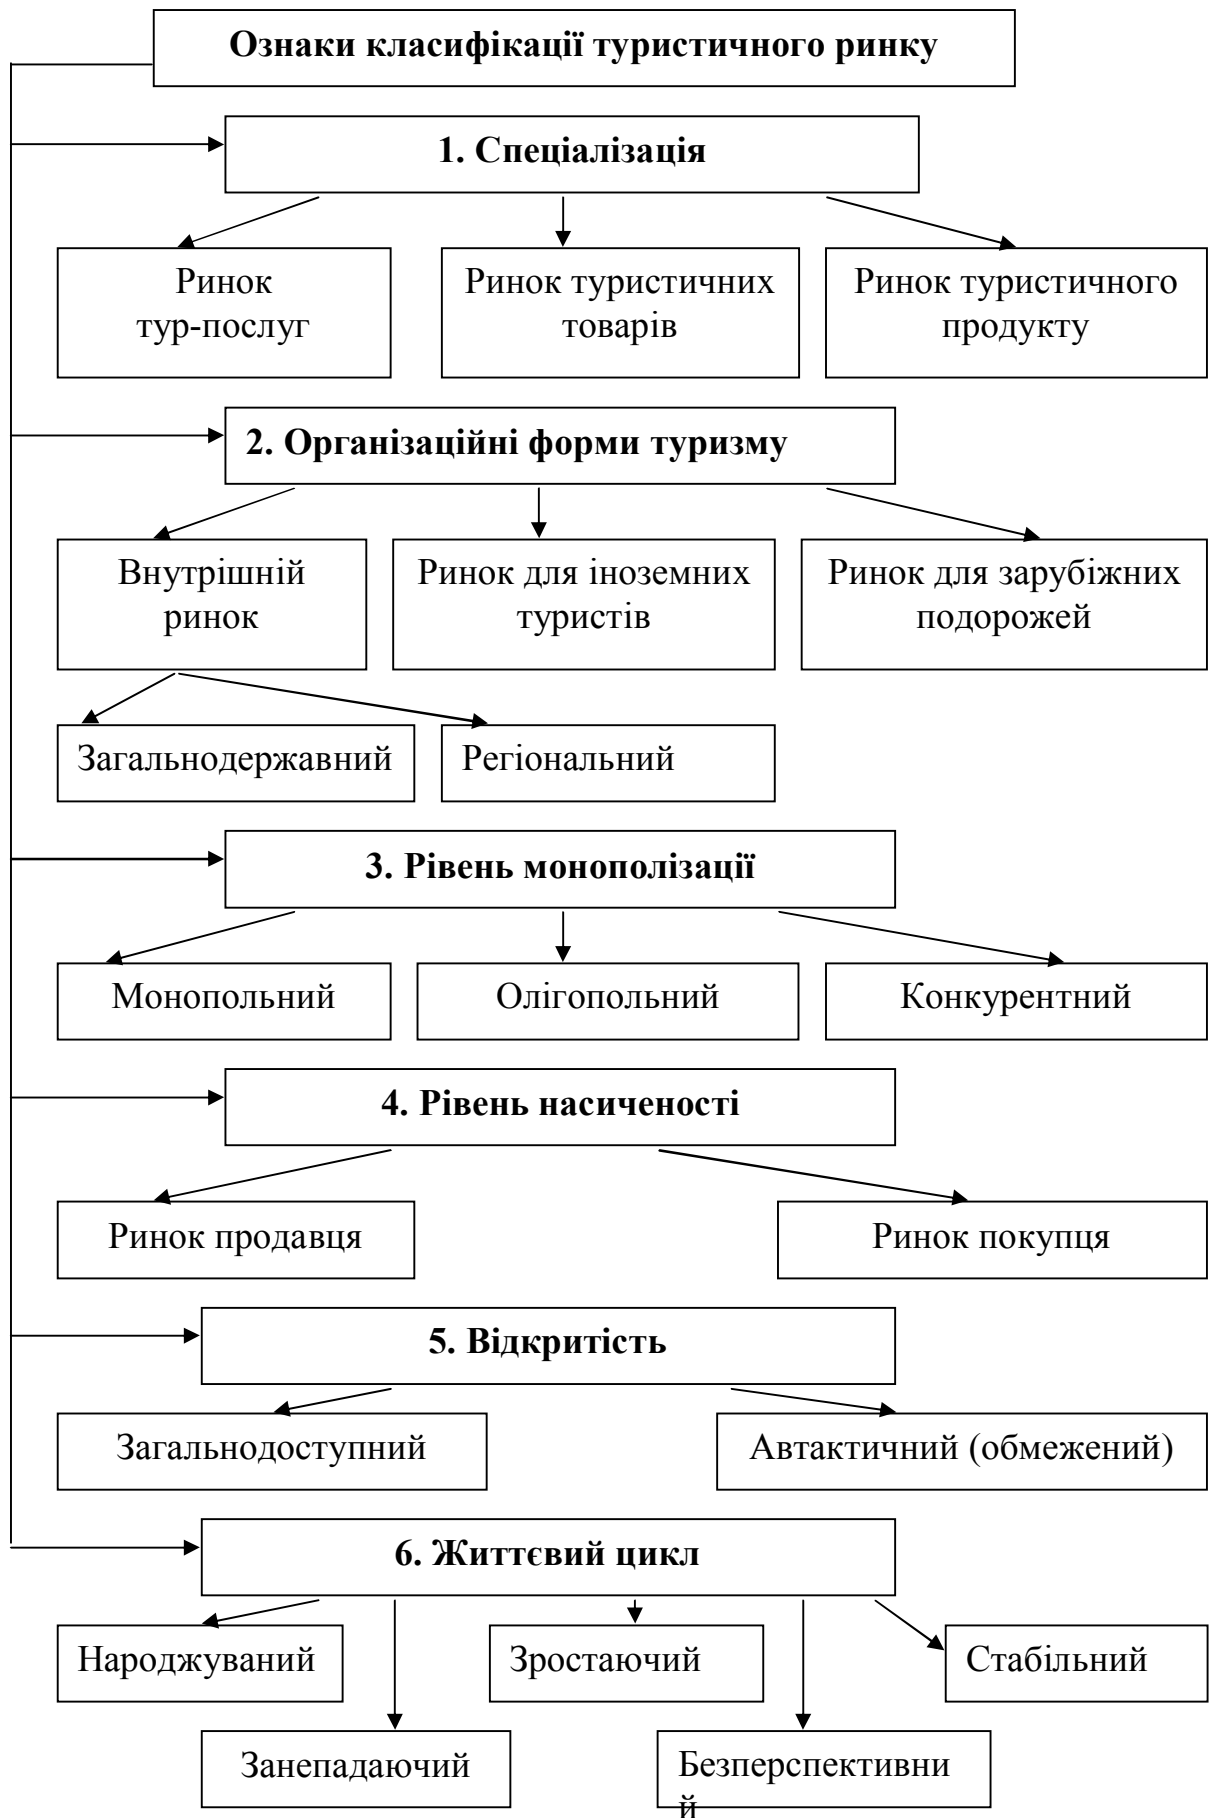 Ознаки класифікації туристичного ринку
1. Спеціалізація
Ринок
тур-послуг
Ринок туристичних
товарів
Ринок туристичного
продукту
2. Організаційні форми туризму
Внутрішній
ринок
Ринок для іноземних
туристів
Ринок для зарубіжних
подорожей
Загальнодержавний
Регіональний
3. Рівень монополізації
Монопольний
Олігопольний
Конкурентний
4. Рівень насиченості
Ринок продавця
Ринок покупця
5. Відкритість
Загальнодоступний
Автактичний (обмежений)
6. Життєвий цикл
Народжуваний
Зростаючий
Стабільний
Занепадаючий
Безперспективни
й